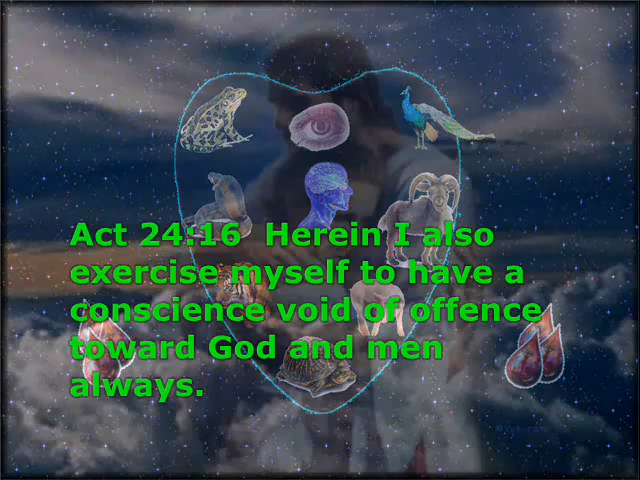 Act 24:16  Herein I also
exercise myself to have a
conscience void of offence
toward God and men
always.